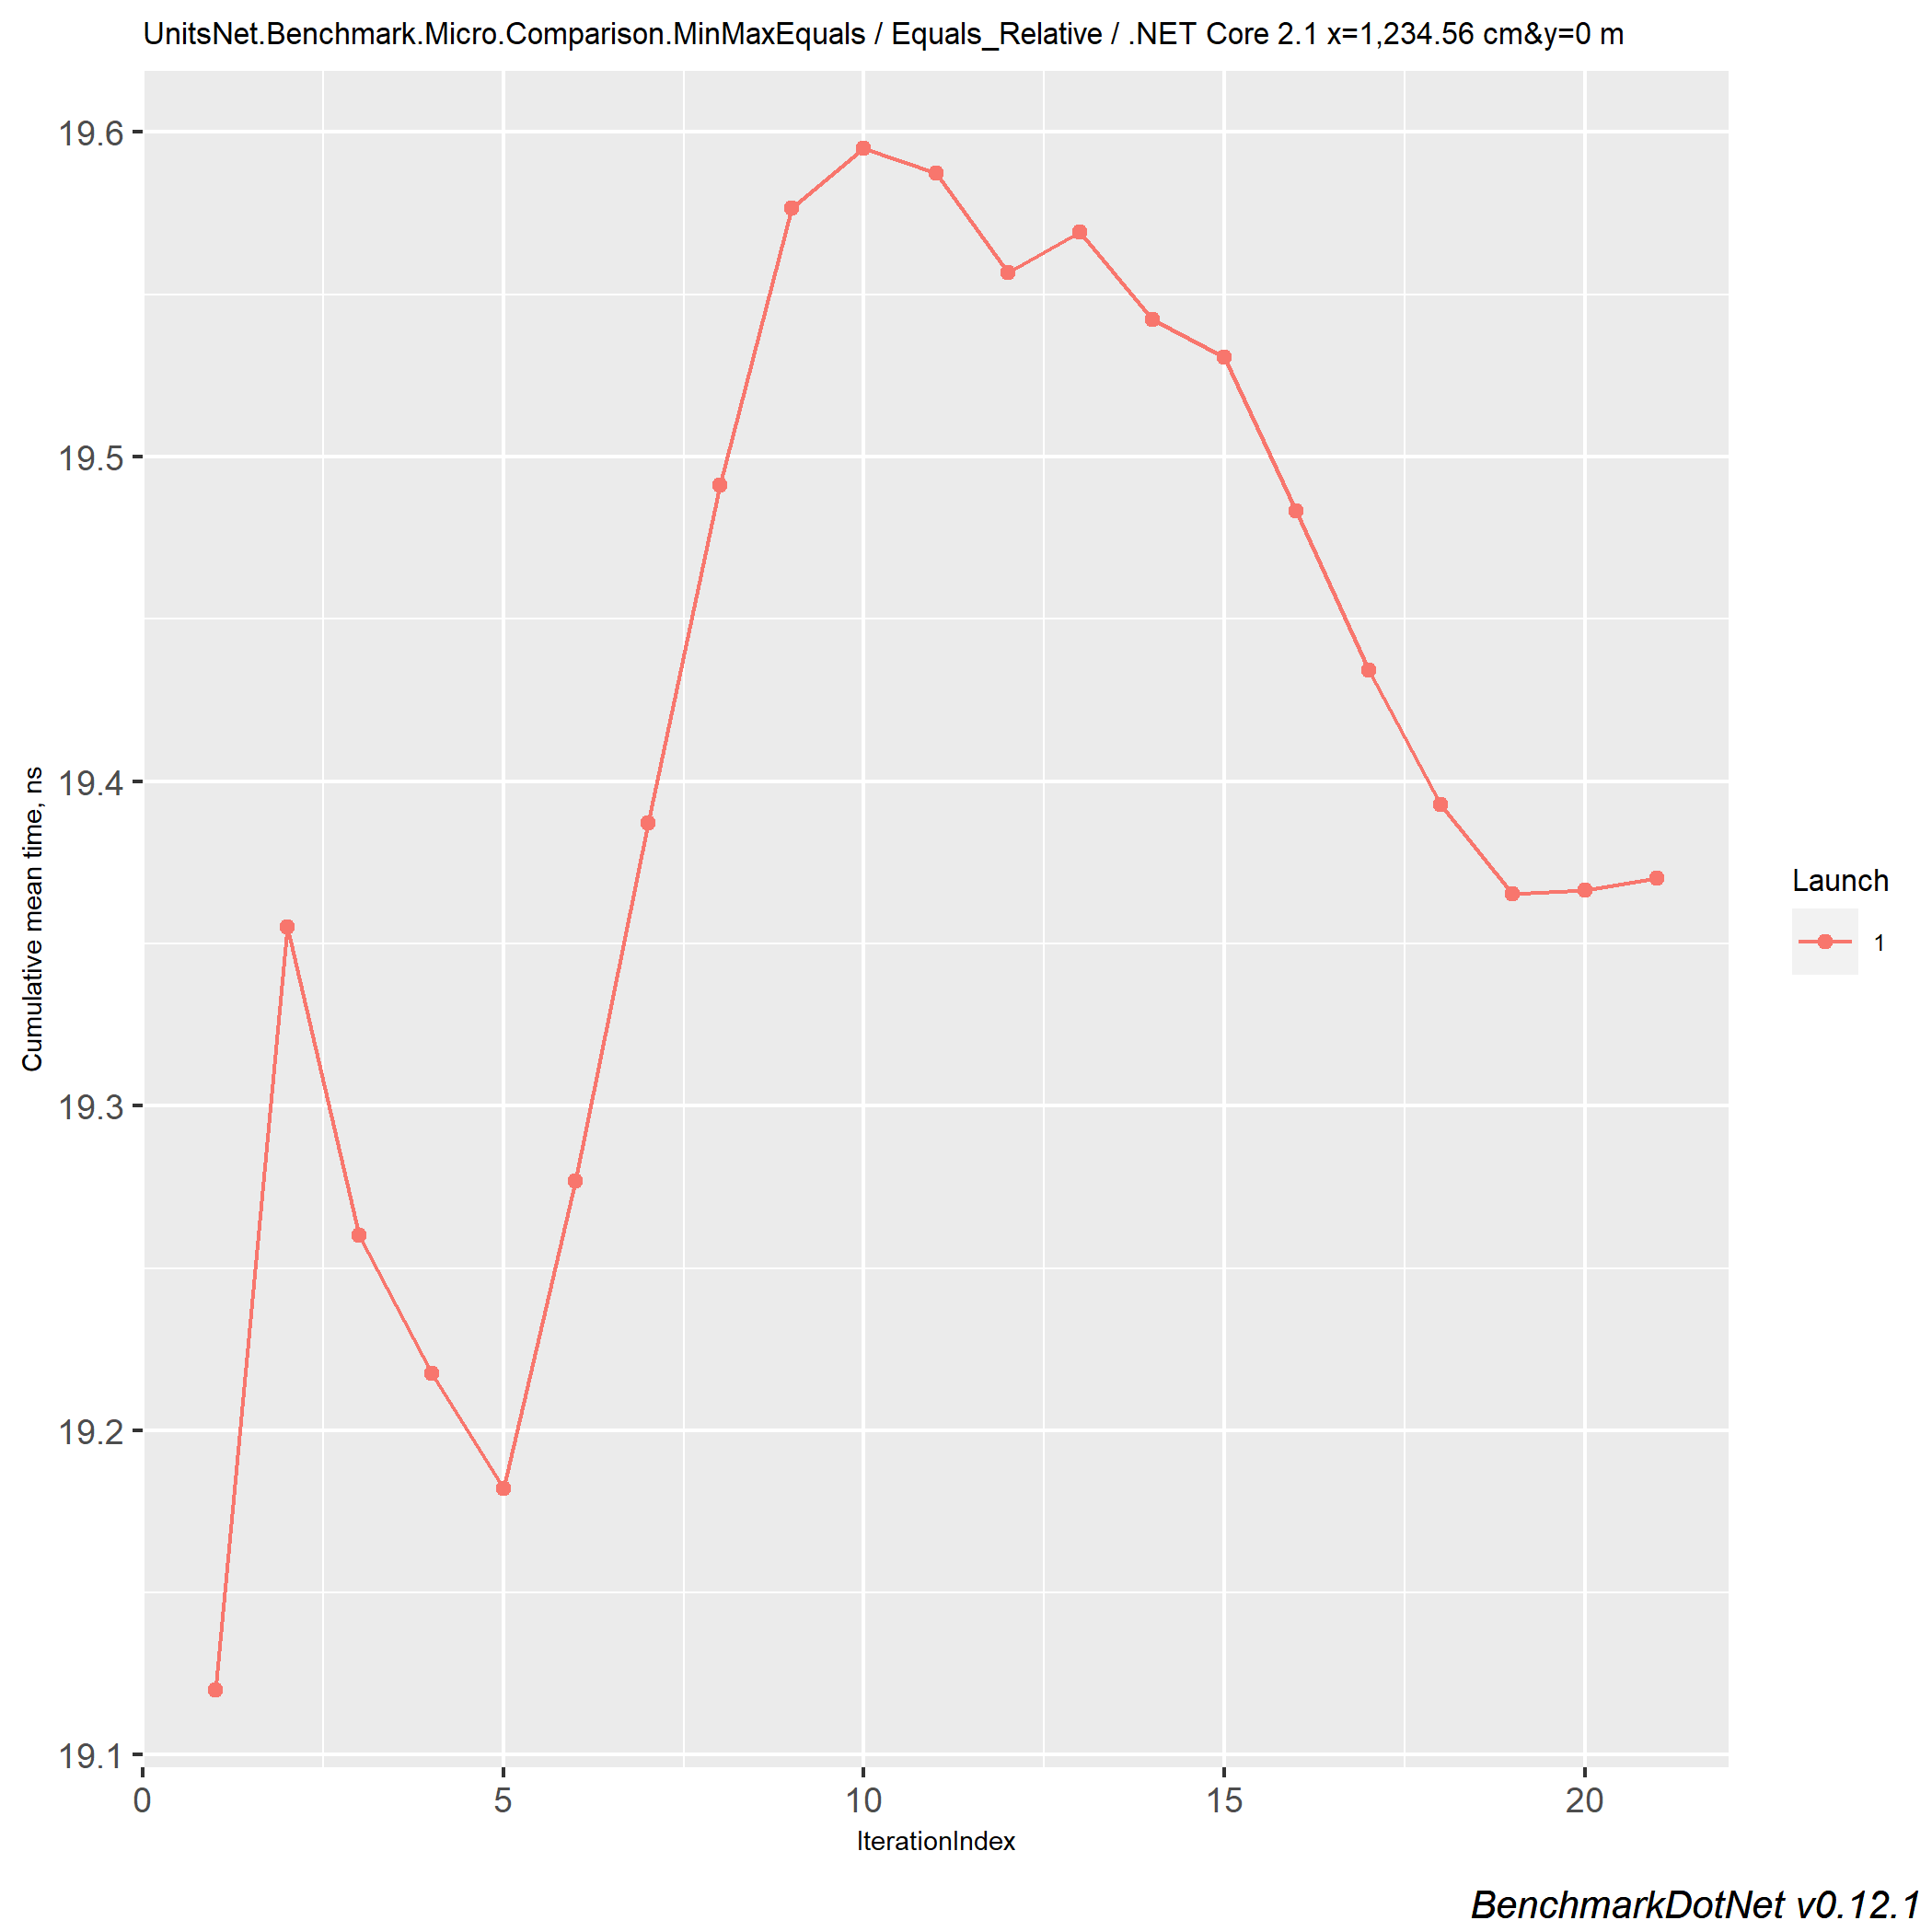 UnitsNet.Benchmark.Micro.Comparison.MinMaxEquals / Equals_Relative / .NET Core 2.1 x=1,234.56 cm&y=0 m
19.6
19.5
19.4
19.3
19.2
19.1
Cumulative mean time, ns
0 5 10 15 20
IterationIndex
Launch
1
BenchmarkDotNet v0.12.1